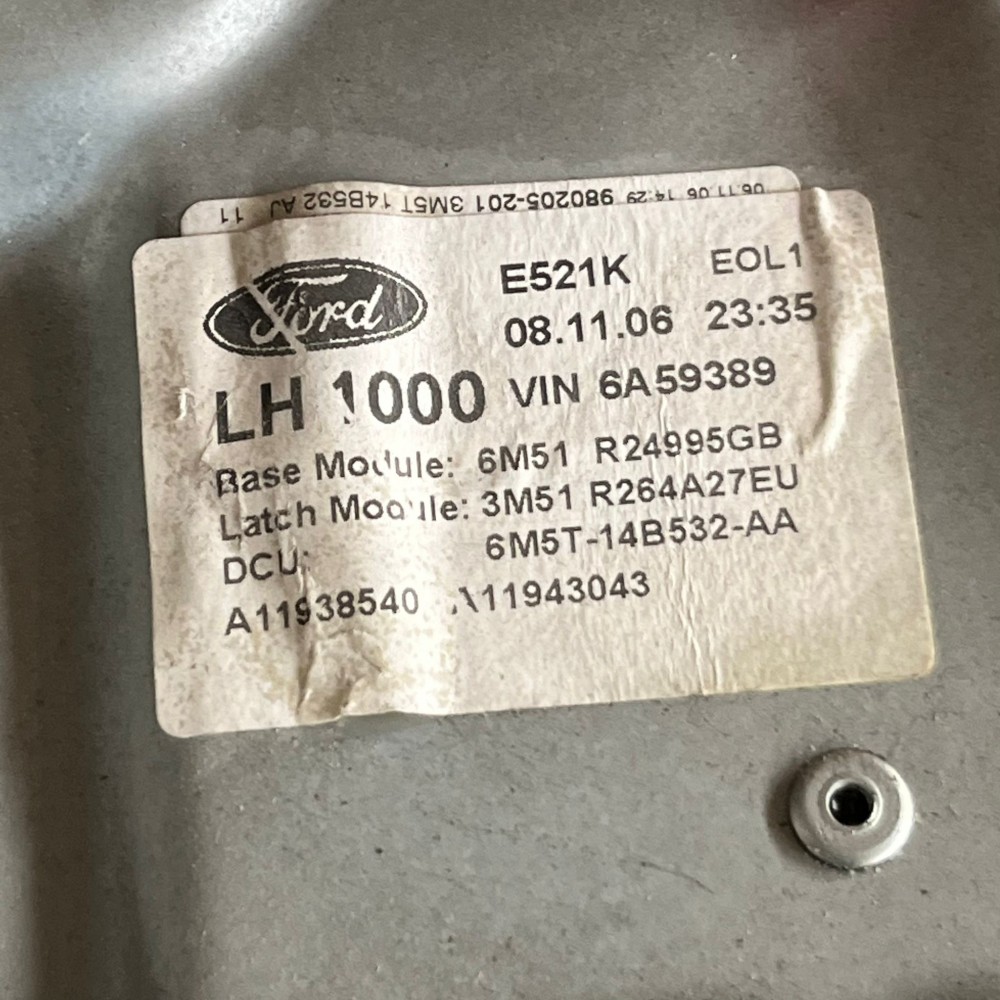 11 3M5T 14B532 AJ 980205-201 06.11.06 14:29
Ford
E521K EOL1
08.11.06 23:35
LH 1000 VIN 6A59389
Base Module: 6M51 R24995GB
Latch Module: 3M51 R264A27EU
DCU: 6M5T-14B532-AA
A11938540 A11943043